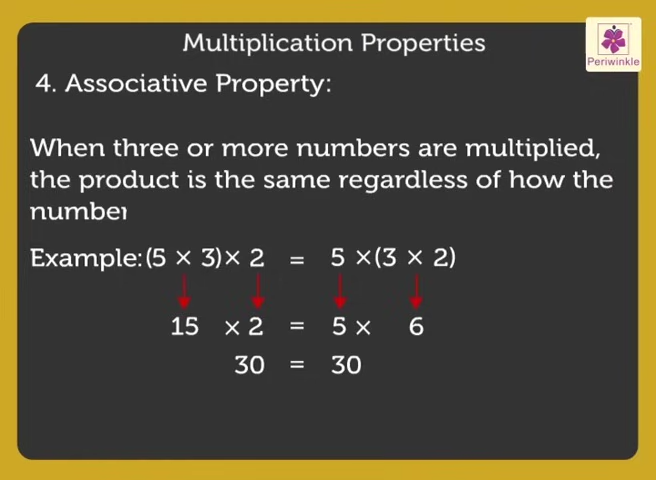 Multiplication Properties
Periwinkle
4. Associative Property:
When three or more numbers are multiplied,
the product is the same regardless of how the
number
Example:(5 × 3)× 2 = 5 ×(3 × 2)
15 × 2 = 5 × 6
30 = 30